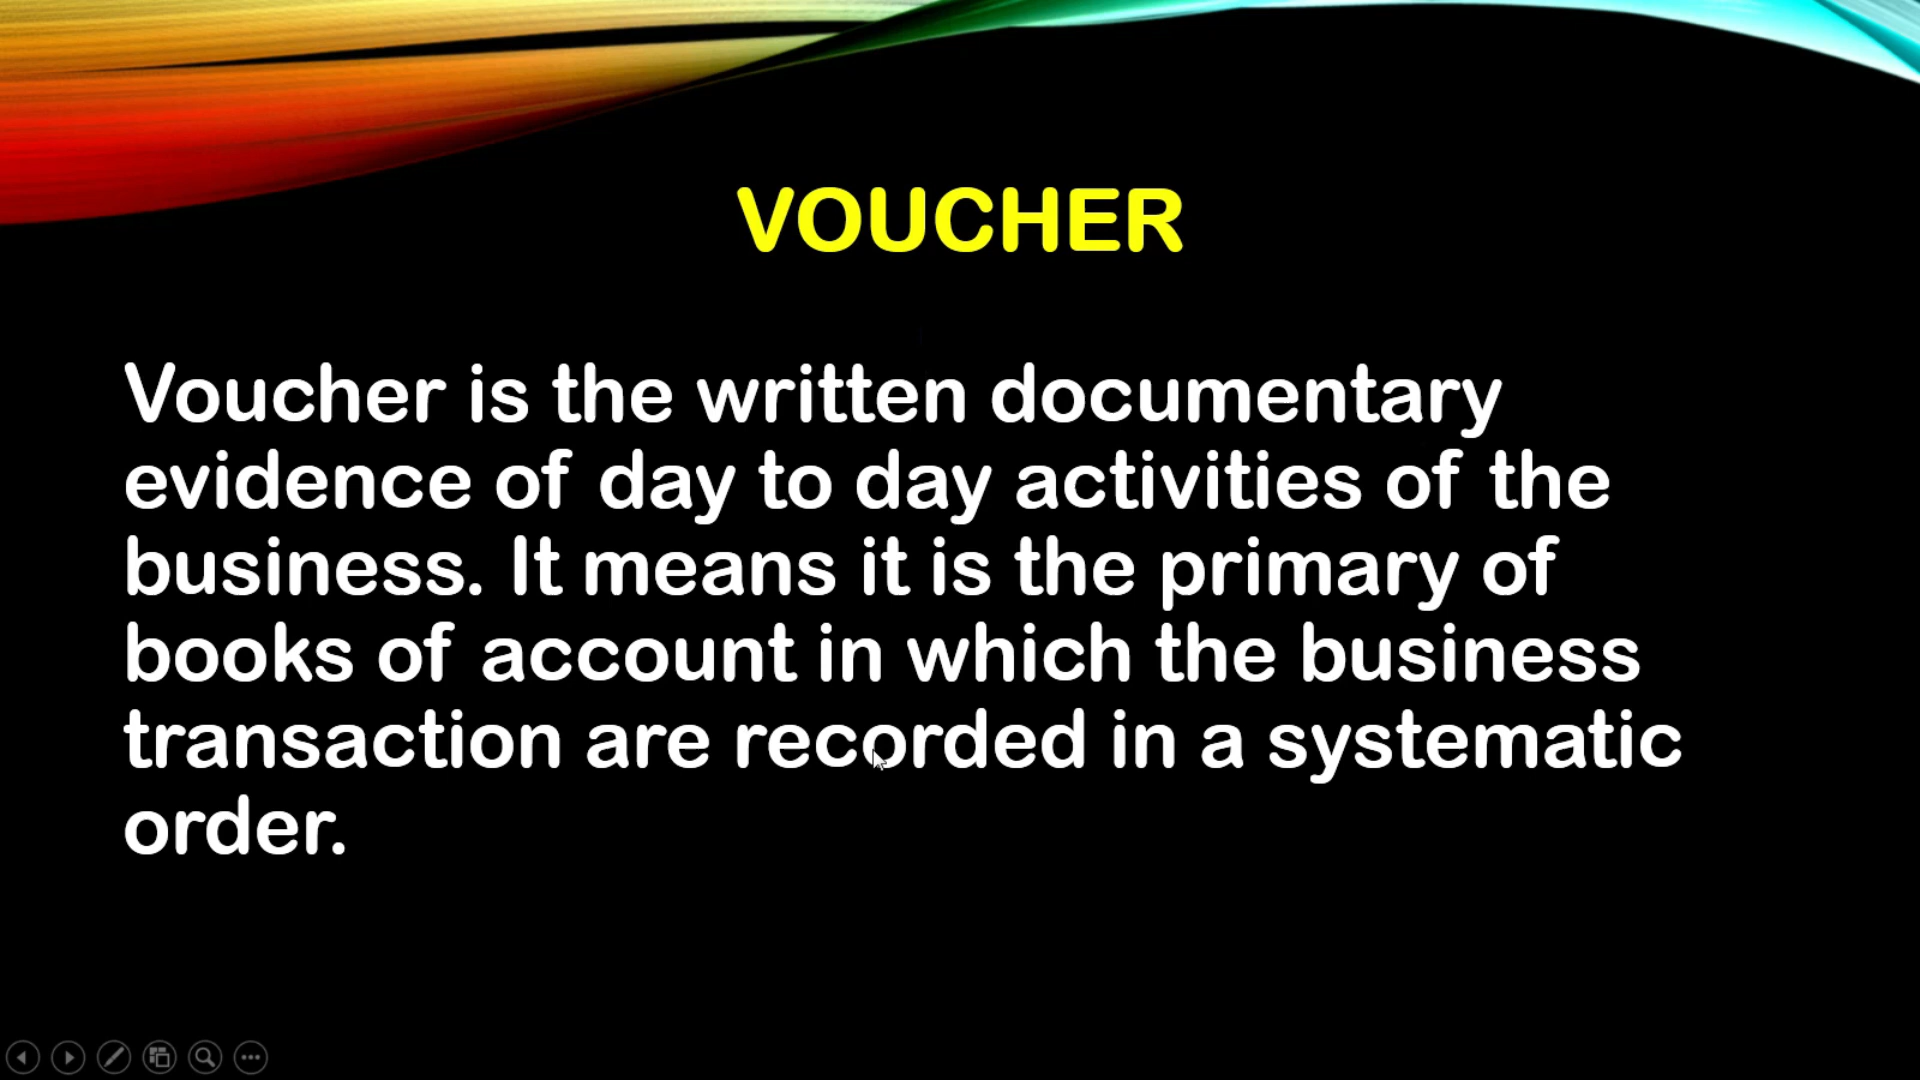 VOUCHER
Voucher is the written documentary
evidence of day to day activities of the
business. It means it is the primary of
books of account in which the business
transaction are recorded in a systematic
order.